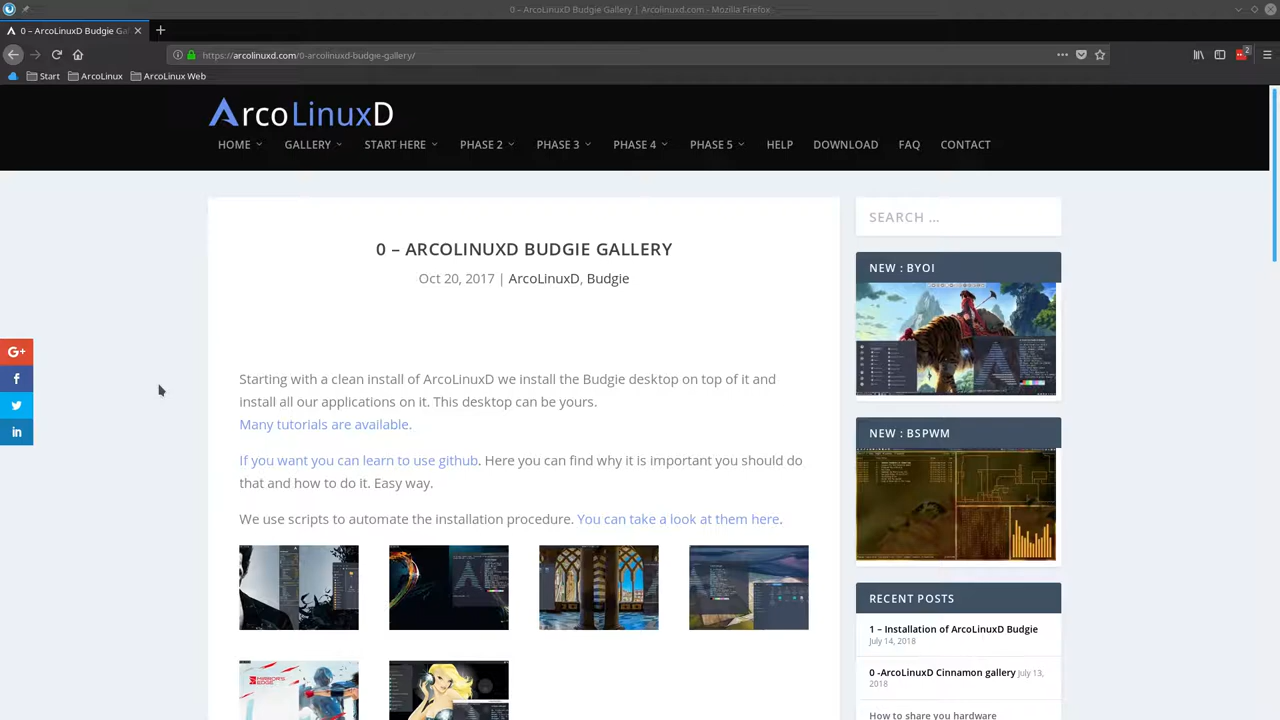 0 – ArcoLinuxD Budgie Gallery | Arcolinuxd.com - Mozilla Firefox
0 – ArcoLinuxD Budgie Gal
https://arcolinuxd.com/0-arcolinuxd-budgie-gallery/
2
Start ArcoLinux ArcoLinux Web
ArcoLinuxD
HOME GALLERY START HERE PHASE 2 PHASE 3 PHASE 4 PHASE 5 HELP DOWNLOAD FAQ CONTACT
SEARCH ...
0 – ARCOLINUXD BUDGIE GALLERY
Oct 20, 2017 | ArcoLinuxD, Budgie
NEW : BYOI
G+
f
in
Starting with a clean install of ArcoLinuxD we install the Budgie desktop on top of it and
install all our applications on it. This desktop can be yours.
Many tutorials are available.
If you want you can learn to use github. Here you can find why it is important you should do
that and how to do it. Easy way.
We use scripts to automate the installation procedure. You can take a look at them here.
NEW : BSPWM
RECENT POSTS
1 – Installation of ArcoLinuxD Budgie
July 14, 2018
0 -ArcoLinuxD Cinnamon gallery July 13,
2018
How to share you hardware